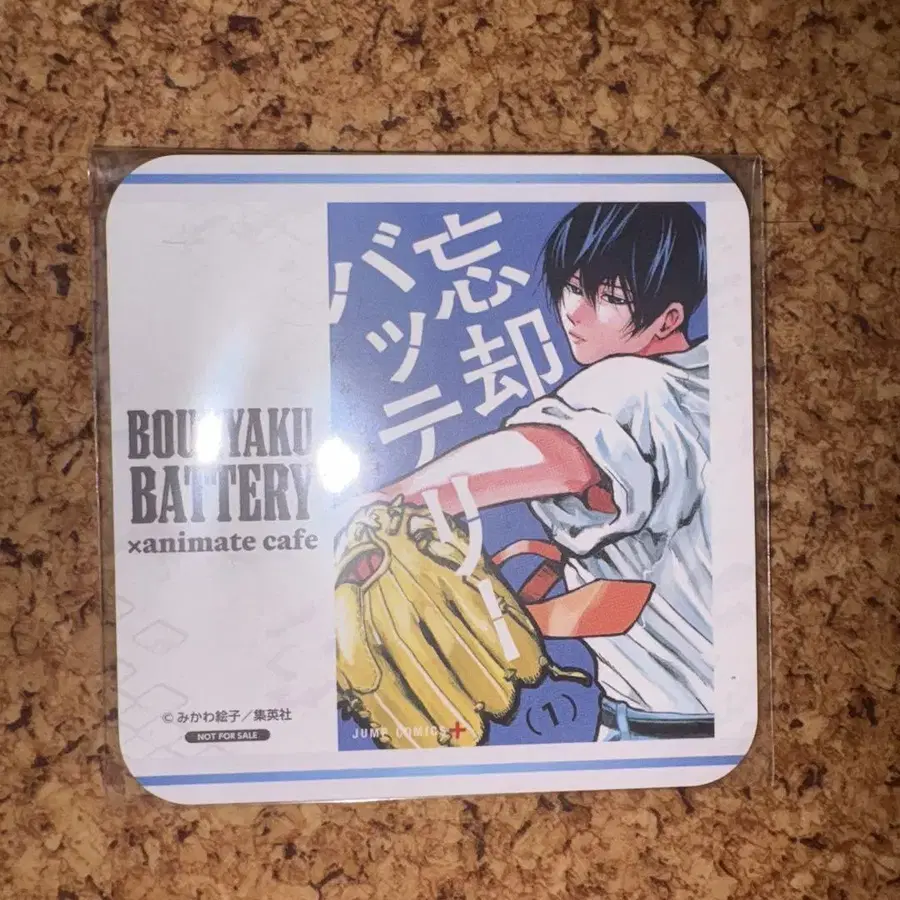 忘却
バッテリー
BOUKYAKU
BATTERY
×animate cafe
(1)
JUMP COMICS+
© みかわ絵子/集英社
NOT FOR SALE